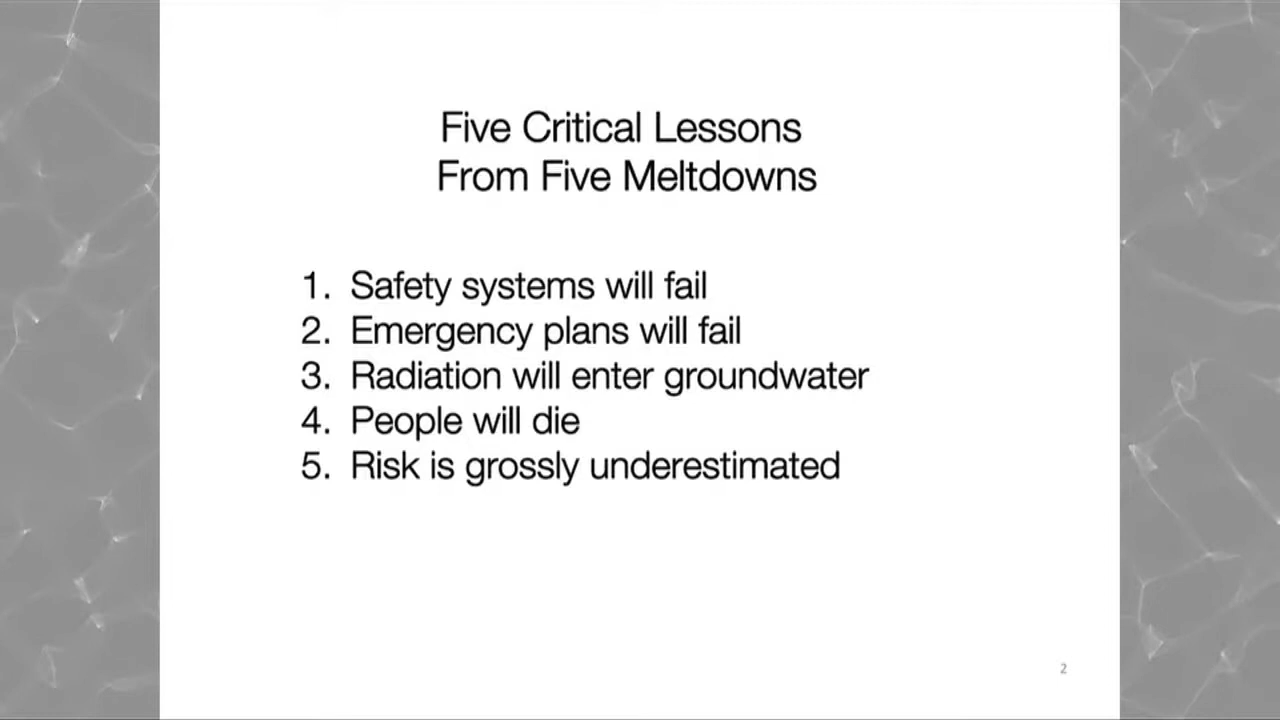 Five Critical Lessons
From Five Meltdowns
1. Safety systems will fail
2. Emergency plans will fail
3. Radiation will enter groundwater
4. People will die
5. Risk is grossly underestimated
2